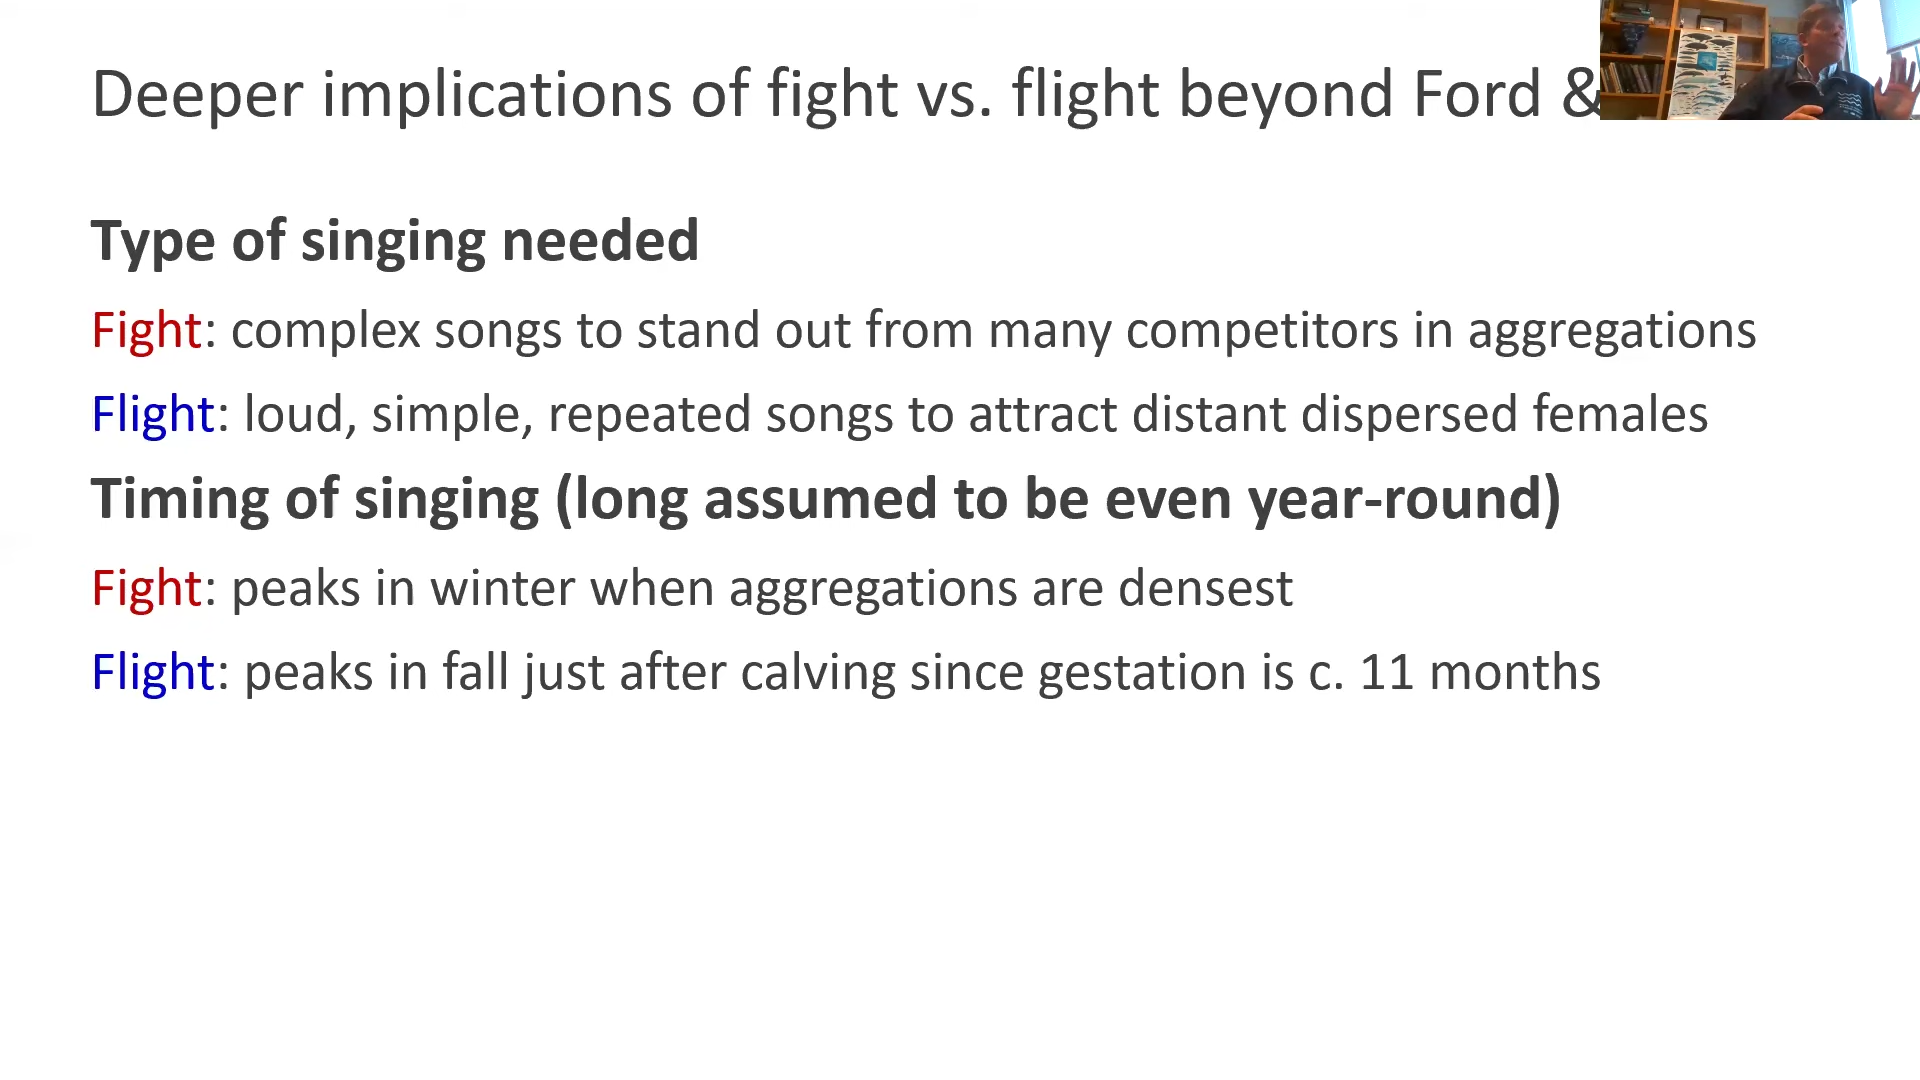 Deeper implications of fight vs. flight beyond Ford &
Type of singing needed
Fight: complex songs to stand out from many competitors in aggregations
Flight: loud, simple, repeated songs to attract distant dispersed females
Timing of singing (long assumed to be even year-round)
Fight: peaks in winter when aggregations are densest
Flight: peaks in fall just after calving since gestation is c. 11 months